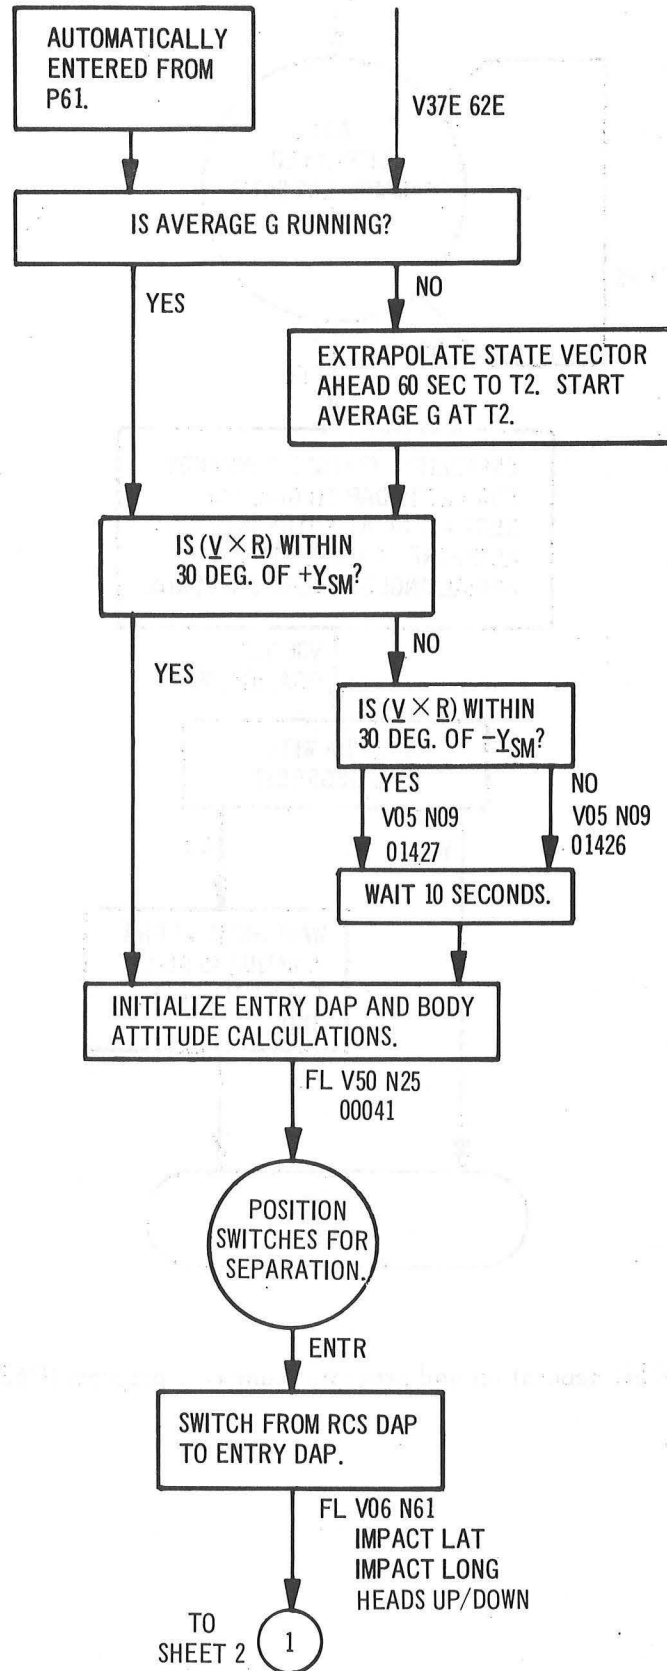 AUTOMATICALLY
ENTERED FROM
P61.
V37E 62E
IS AVERAGE G RUNNING?
YES
NO
EXTRAPOLATE STATE VECTOR
AHEAD 60 SEC TO T2. START
AVERAGE G AT T2.
IS (V × R) WITHIN
30 DEG. OF +YSM?
YES
NO
IS (V × R) WITHIN
30 DEG. OF −YSM?
YES
V05 N09
01427
NO
V05 N09
01426
WAIT 10 SECONDS.
INITIALIZE ENTRY DAP AND BODY
ATTITUDE CALCULATIONS.
FL V50 N25
00041
POSITION
SWITCHES FOR
SEPARATION.
ENTR
SWITCH FROM RCS DAP
TO ENTRY DAP.
FL V06 N61
IMPACT LAT
IMPACT LONG
HEADS UP/DOWN
TO
SHEET 2
1